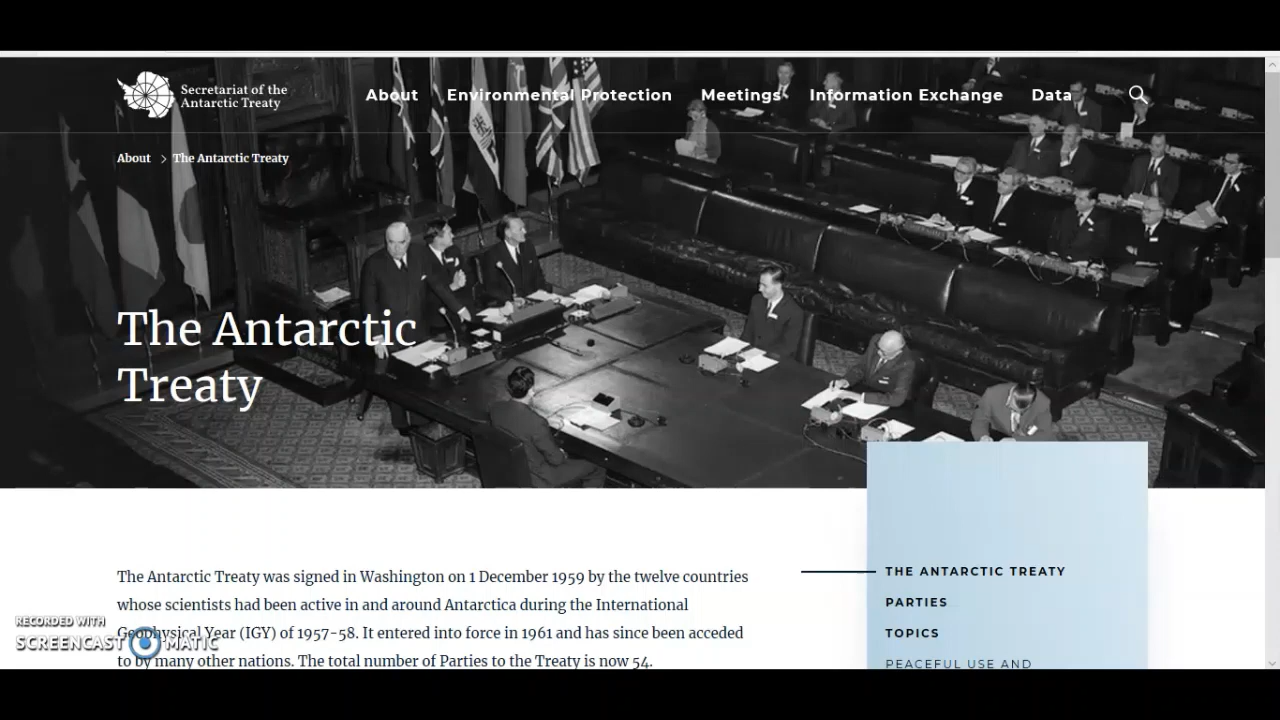 Secretariat of the
Antarctic Treaty
About
Environmental Protection
Meetings
Information Exchange
Data
About > The Antarctic Treaty
The Antarctic
Treaty
The Antarctic Treaty was signed in Washington on 1 December 1959 by the twelve countries
whose scientists had been active in and around Antarctica during the International
Geophysical Year (IGY) of 1957-58. It entered into force in 1961 and has since been acceded
to by many other nations. The total number of Parties to the Treaty is now 54.
THE ANTARCTIC TREATY
PARTIES
TOPICS
PEACEFUL USE AND
RECORDED WITH
SCREENCAST MATIC